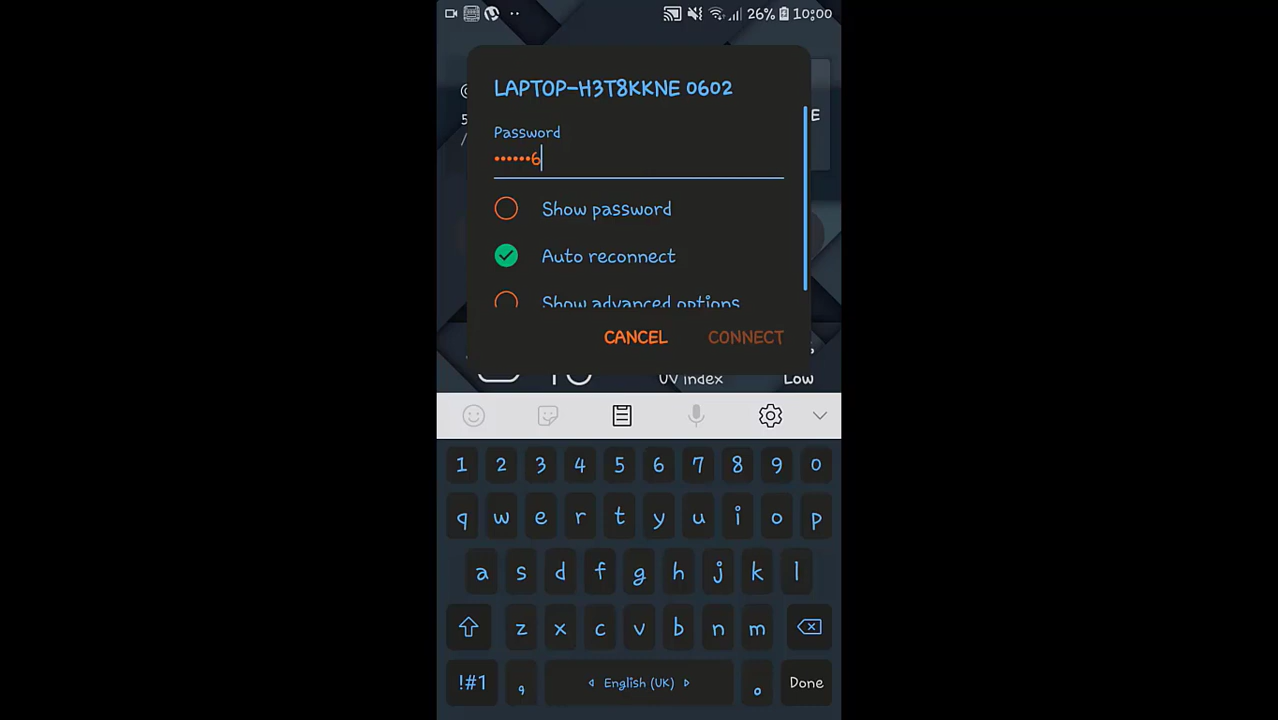 26% 10:00
LAPTOP-H3T8KKNE 0602
Password
••••••6
Show password
Auto reconnect
Show advanced options
CANCEL CONNECT
UV index Low
1 2 3 4 5 6 7 8 9 0
q w e r t y u i o p
a s d f g h j k l
z x c v b n m
!#1 , English (UK) . Done